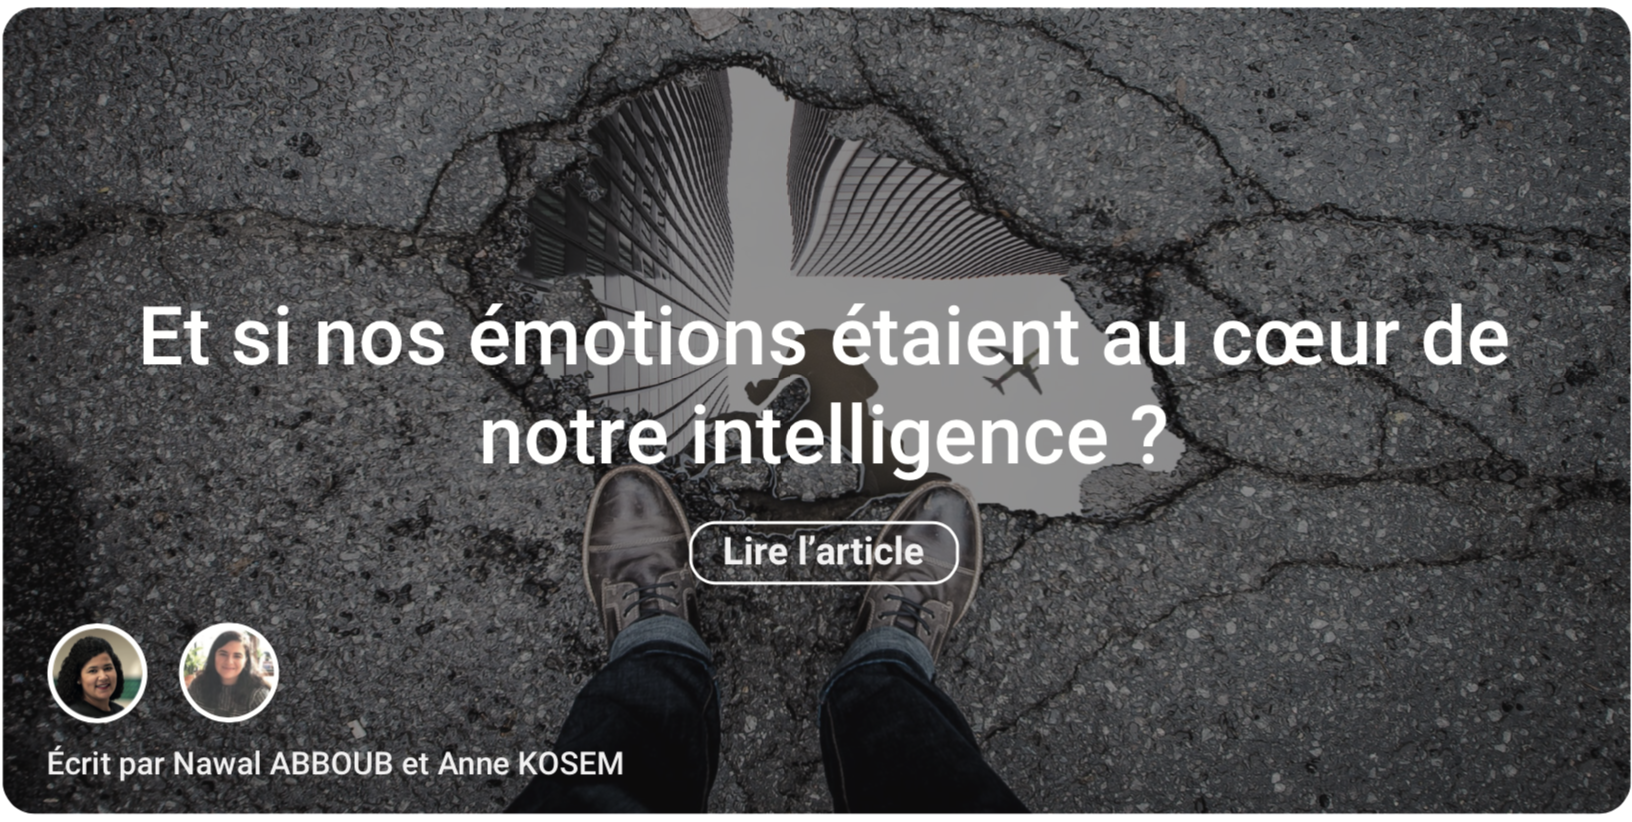 Et si nos émotions étaient au cœur de
notre intelligence ?
Lire l’article
Écrit par Nawal ABBOUB et Anne KOSEM